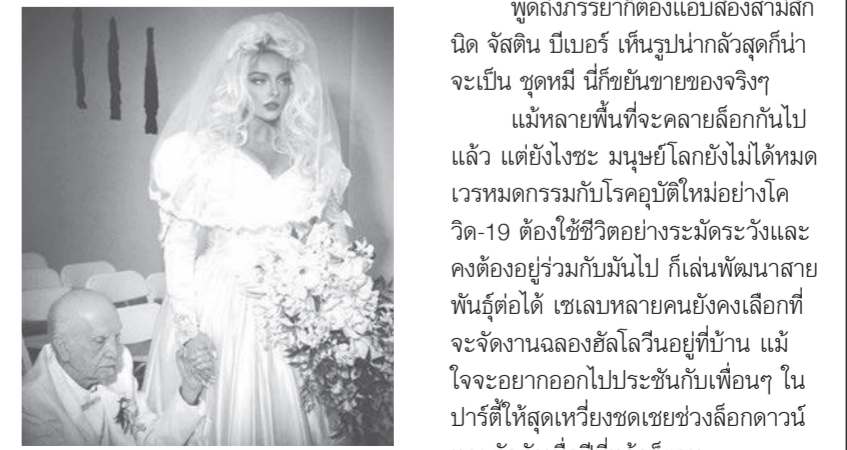 พูดถึงภรรยาก็ต้องแอบส่องสามีสัก
นิด จัสติน บีเบอร์ เห็นรูปน่ากลัวสุดก็น่า
จะเป็น ชุดหมี นี่ก็ขยันขายของจริงๆ
แม้หลายพื้นที่จะคลายล็อกกันไป
แล้ว แต่ยังไงซะ มนุษย์โลกยังไม่ได้หมด
เวรหมดกรรมกับโรคอุบัติใหม่อย่างโค
วิด-19 ต้องใช้ชีวิตอย่างระมัดระวังและ
คงต้องอยู่ร่วมกับมันไป ก็เล่นพัฒนาสาย
พันธุ์ต่อได้ เซเลบหลายคนยังคงเลือกที่
จะจัดงานฉลองฮัลโลวีนอยู่ที่บ้าน แม้
ใจจะอยากออกไปประชันกับเพื่อนๆ ใน
ปาร์ตี้ให้สุดเหวี่ยงชดเชยช่วงล็อกดาวน์